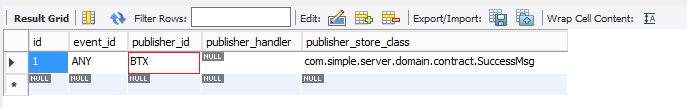 Result Grid Filter Rows: Edit: Export/Import: Wrap Cell Content: IA
id event_id publisher_id publisher_handler publisher_store_class
1 ANY BTX NULL com.simple.server.domain.contract.SuccessMsg
* NULL NULL NULL NULL NULL